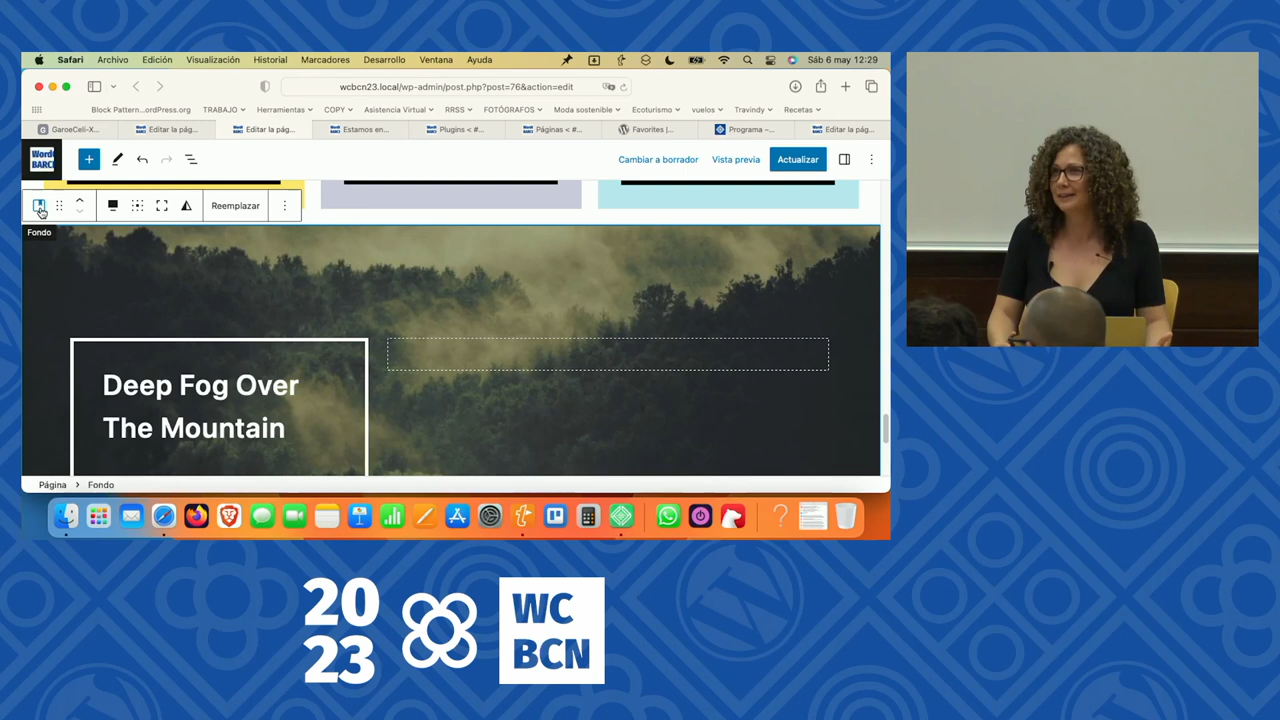 Safari Archivo Edición Visualización Historial Marcadores Desarrollo Ventana Ayuda Sáb 6 may 12:29
wcbcn23.local/wp-admin/post.php?post=76&action=edit
Block Pattern...ordPress.org TRABAJO Herramientas COPY Asistencia Virtual RRSS FOTÓGRAFOS Moda sostenible Ecoturismo vuelos Travindy Recetas
GaroeCeli-X... Editar la pág... Editar la pág... Estamos en... Plugins < #... Páginas < #... Favorites |... Programa –... Editar la pág...
Cambiar a borrador Vista previa Actualizar
Reemplazar
Fondo
Deep Fog Over
The Mountain
Página > Fondo
20
23
WC
BCN